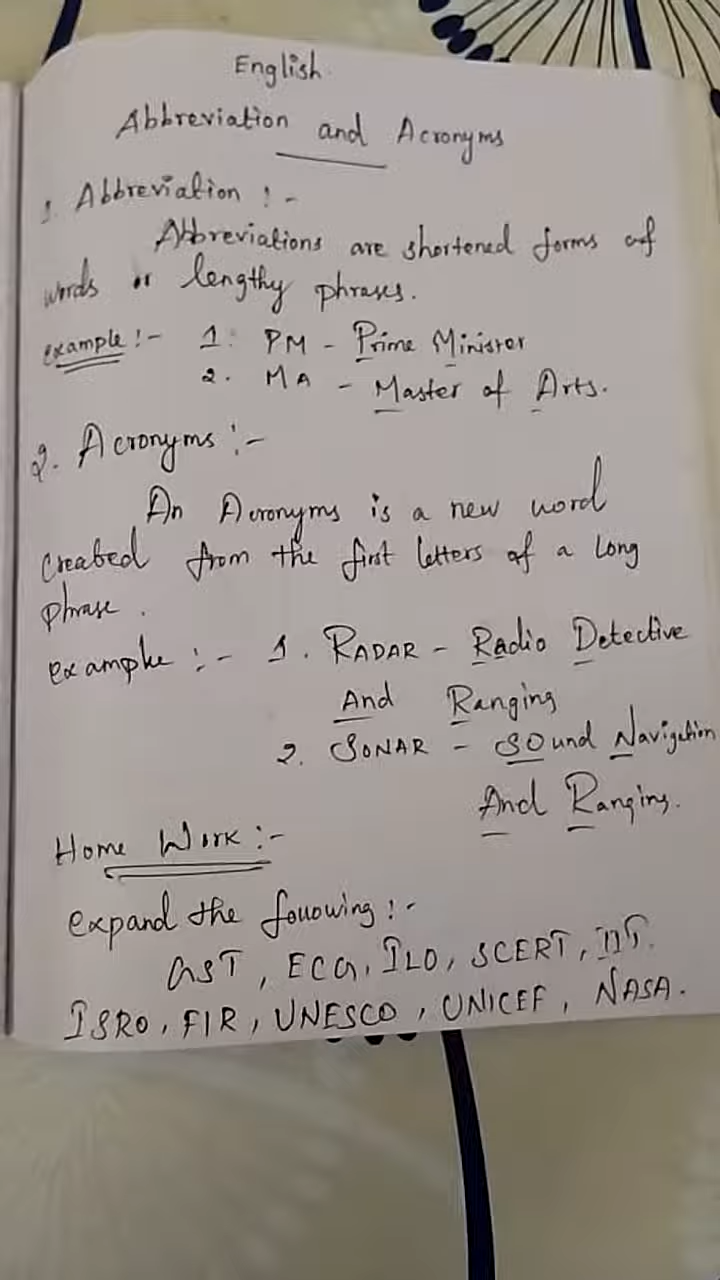 English
Abbreviation and Acronyms
1. Abbreviation :-
Abbreviations are shortened forms of
words or lengthy phrases.
example :- 1. PM - Prime Minister
2. MA - Master of Arts.
2. Acronyms :-
An Acronyms is a new word
created from the first letters of a long
phrase.
example :- 1. RADAR - Radio Detective
And Ranging
2. SONAR - SOund Navigation
And Ranging.
Home Work :-
Expand the following :-
GST, ECG, ILO, SCERT, IIT.
ISRO, FIR, UNESCO, UNICEF, NASA.